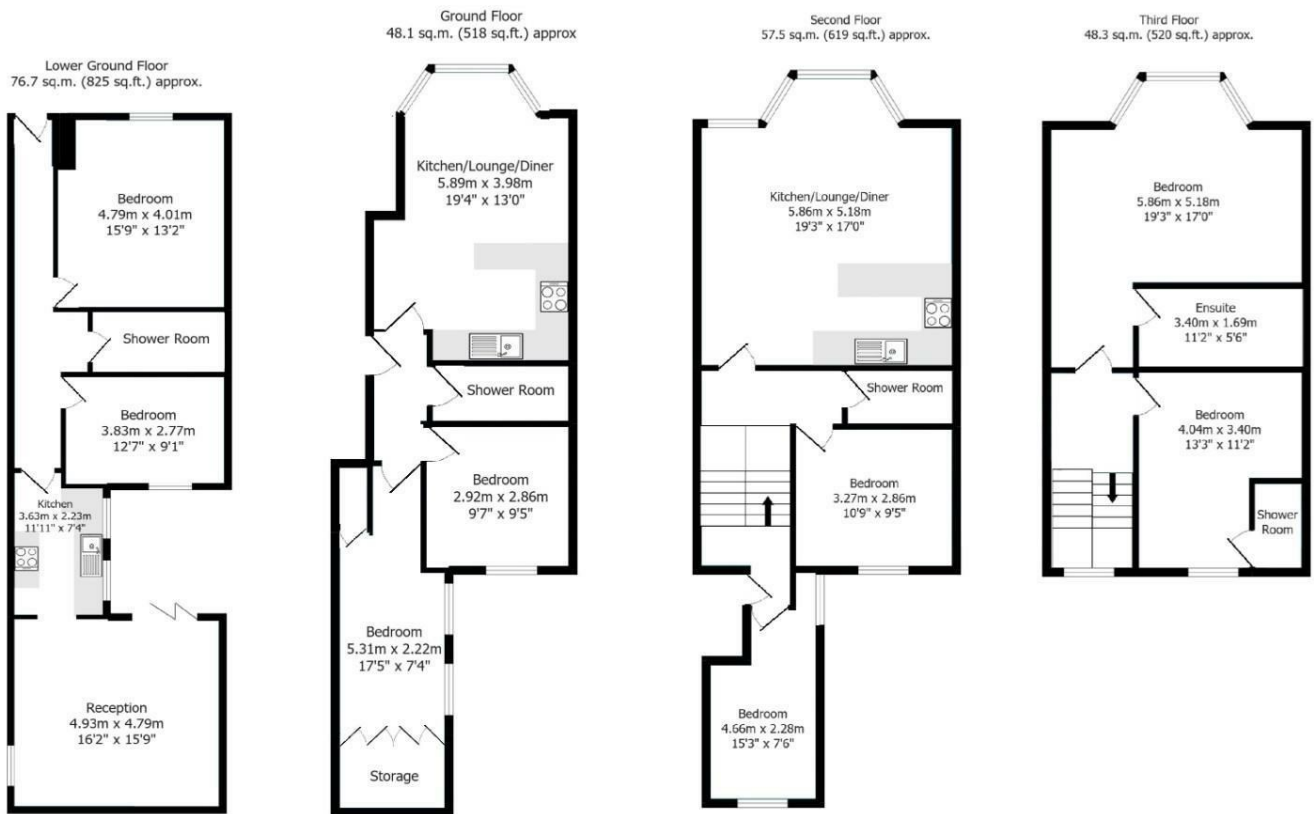 Lower Ground Floor
76.7 sq.m. (825 sq.ft.) approx.
Bedroom
4.79m x 4.01m
15'9" x 13'2"
Shower Room
Bedroom
3.83m x 2.77m
12'7" x 9'1"
Kitchen
3.63m x 2.23m
11'11" x 7'4"
Reception
4.93m x 4.79m
16'2" x 15'9"
Ground Floor
48.1 sq.m. (518 sq.ft.) approx
Kitchen/Lounge/Diner
5.89m x 3.98m
19'4" x 13'0"
Shower Room
Bedroom
2.92m x 2.86m
9'7" x 9'5"
Bedroom
5.31m x 2.22m
17'5" x 7'4"
Storage
Second Floor
57.5 sq.m. (619 sq.ft.) approx.
Kitchen/Lounge/Diner
5.86m x 5.18m
19'3" x 17'0"
Shower Room
Bedroom
3.27m x 2.86m
10'9" x 9'5"
Bedroom
4.66m x 2.28m
15'3" x 7'6"
Third Floor
48.3 sq.m. (520 sq.ft.) approx.
Bedroom
5.86m x 5.18m
19'3" x 17'0"
Ensuite
3.40m x 1.69m
11'2" x 5'6"
Bedroom
4.04m x 3.40m
13'3" x 11'2"
Shower
Room